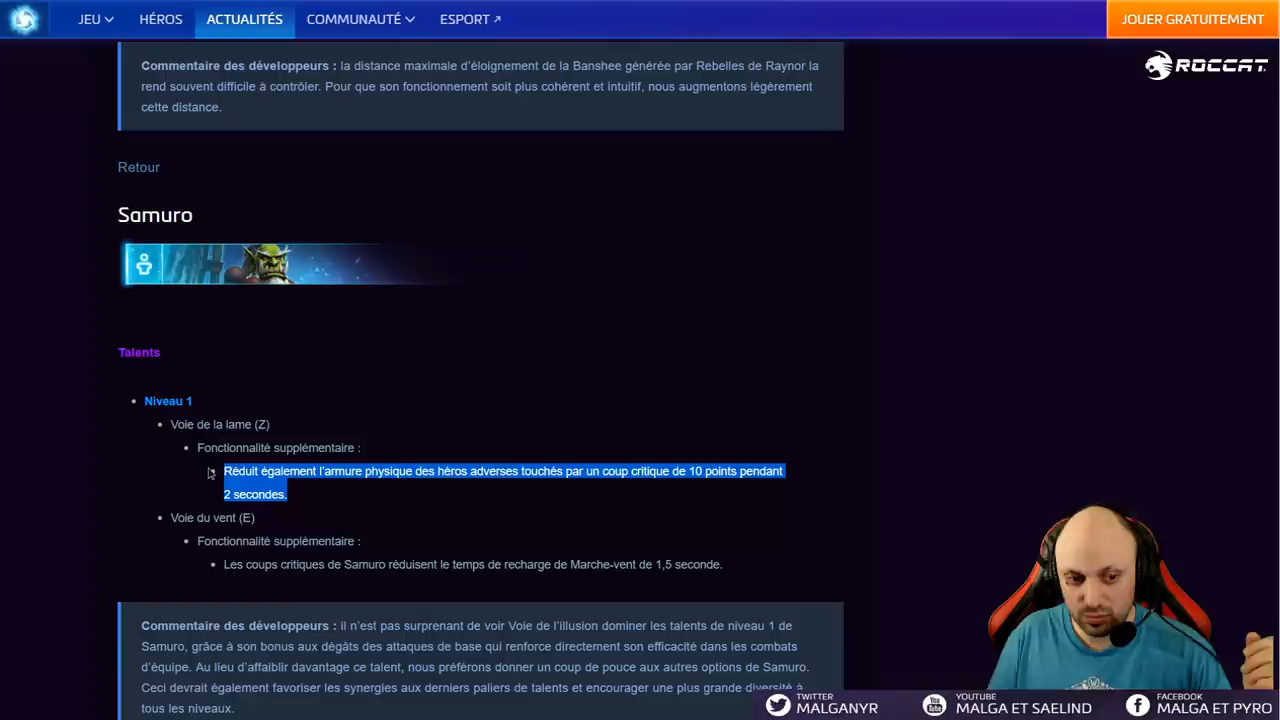 JEU HÉROS ACTUALITÉS COMMUNAUTÉ ESPORT JOUER GRATUITEMENT
ROCCAT
Commentaire des développeurs : la distance maximale d’éloignement de la Banshee générée par Rebelles de Raynor la
rend souvent difficile à contrôler. Pour que son fonctionnement soit plus cohérent et intuitif, nous augmentons légèrement
cette distance.
Retour
Samuro
Talents
Niveau 1
Voie de la lame (Z)
Fonctionnalité supplémentaire :
Réduit également l’armure physique des héros adverses touchés par un coup critique de 10 points pendant
2 secondes.
Voie du vent (E)
Fonctionnalité supplémentaire :
Les coups critiques de Samuro réduisent le temps de recharge de Marche-vent de 1,5 seconde.
Commentaire des développeurs : il n’est pas surprenant de voir Voie de l’illusion dominer les talents de niveau 1 de
Samuro, grâce à son bonus aux dégâts des attaques de base qui renforce directement son efficacité dans les combats
d’équipe. Au lieu d’affaiblir davantage ce talent, nous préférons donner un coup de pouce aux autres options de Samuro.
Ceci devrait également favoriser les synergies aux derniers paliers de talents et encourager une plus grande diversité à
tous les niveaux.
TWITTER
MALGANYR
YOUTUBE
MALGA ET SAELIND
FACEBOOK
MALGA ET PYRO